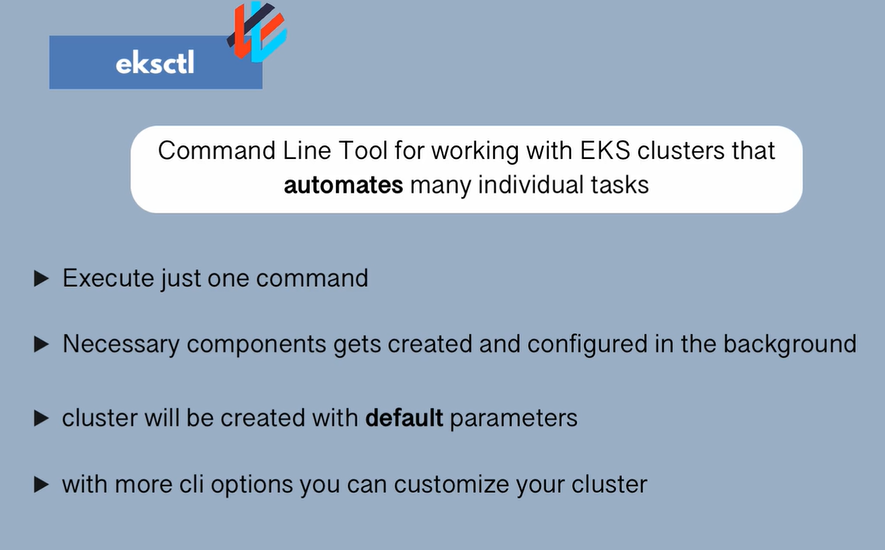 eksctl
Command Line Tool for working with EKS clusters that
automates many individual tasks
Execute just one command
Necessary components gets created and configured in the background
cluster will be created with default parameters
with more cli options you can customize your cluster